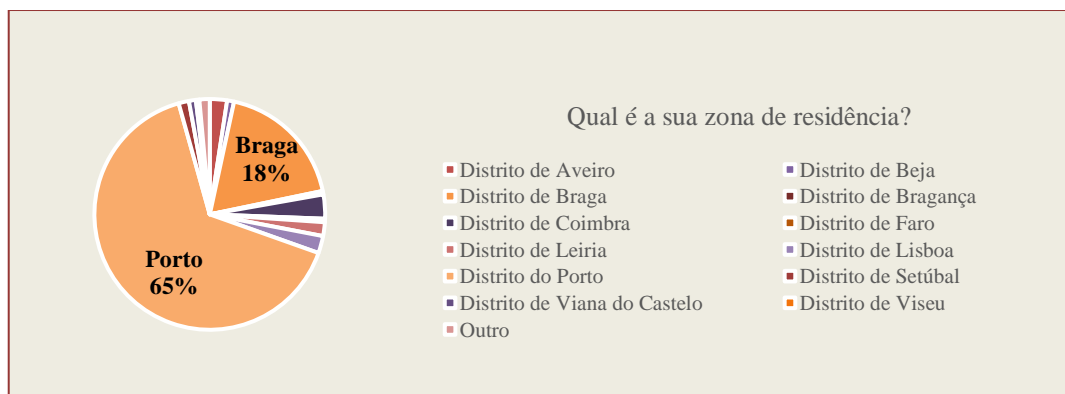 Qual é a sua zona de residência?
Braga
18%
Porto
65%
Distrito de Aveiro
Distrito de Beja
Distrito de Braga
Distrito de Bragança
Distrito de Coimbra
Distrito de Faro
Distrito de Leiria
Distrito de Lisboa
Distrito do Porto
Distrito de Setúbal
Distrito de Viana do Castelo
Distrito de Viseu
Outro